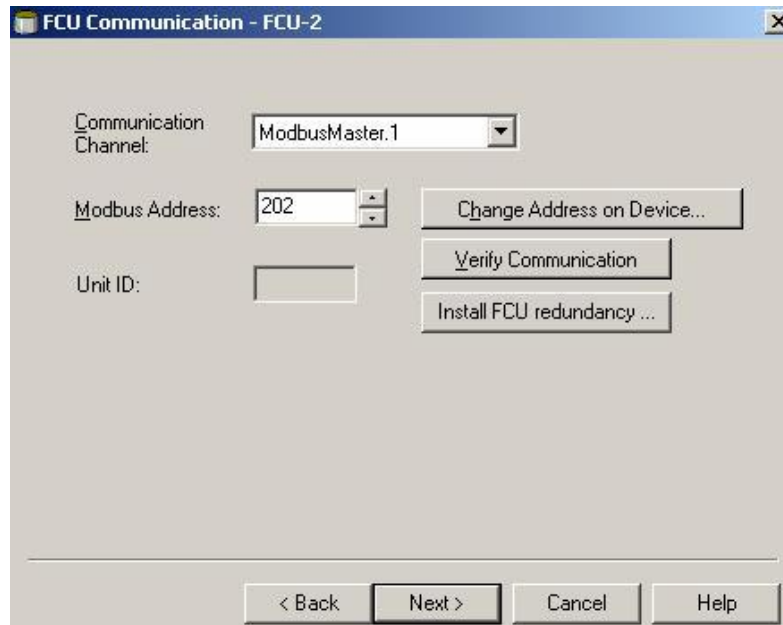 FCU Communication - FCU-2
Communication
Channel:
ModbusMaster.1
Modbus Address:
202
Change Address on Device...
Verify Communication
Unit ID:
Install FCU redundancy ...
< Back
Next >
Cancel
Help